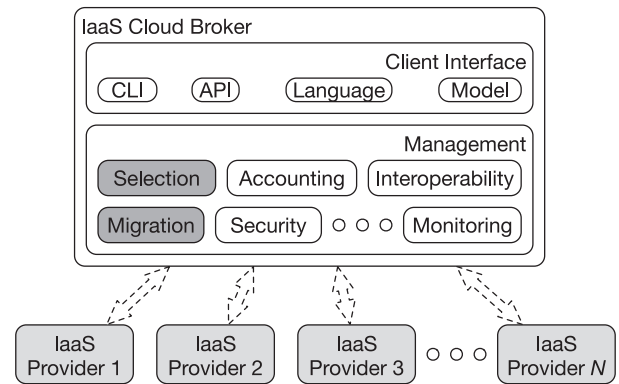 IaaS Cloud Broker
Client Interface
CLI API Language Model
Management
Selection Accounting Interoperability
Migration Security Monitoring
IaaS Provider 1
IaaS Provider 2
IaaS Provider 3
IaaS Provider N